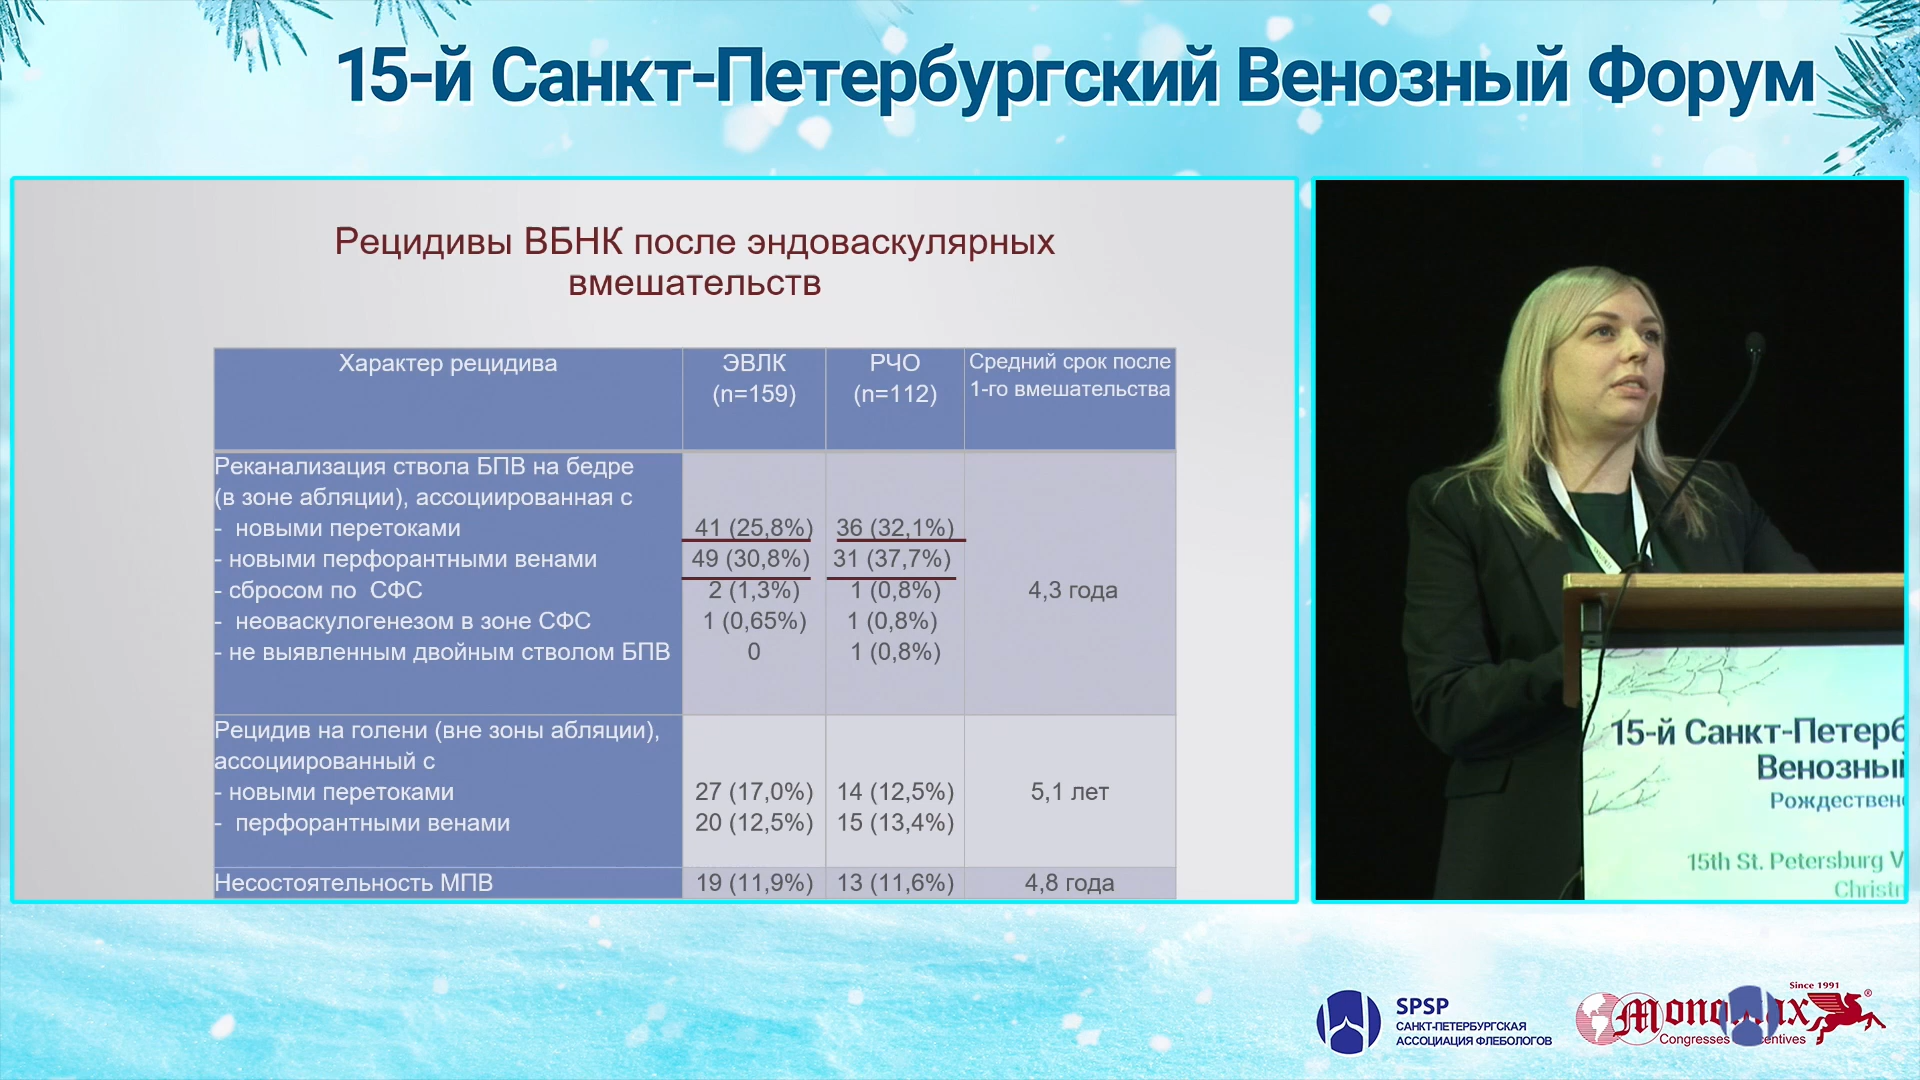 15-й Санкт-Петербургский Венозный Форум
Рецидивы ВБНК после эндоваскулярных
вмешательств
Характер рецидива
ЭВЛК
(n=159)
РЧО
(n=112)
Средний срок после
1-го вмешательства
Реканализация ствола БПВ на бедре
(в зоне абляции), ассоциированная с
- новыми перетоками 41 (25,8%) 36 (32,1%)
- новыми перфорантными венами 49 (30,8%) 31 (37,7%)
- сбросом по СФС 2 (1,3%) 1 (0,8%) 4,3 года
- неоваскулогенезом в зоне СФС 1 (0,65%) 1 (0,8%)
- не выявленным двойным стволом БПВ 0 1 (0,8%)
Рецидив на голени (вне зоны абляции),
ассоциированный с
- новыми перетоками 27 (17,0%) 14 (12,5%) 5,1 лет
- перфорантными венами 20 (12,5%) 15 (13,4%)
Несостоятельность МПВ 19 (11,9%) 13 (11,6%) 4,8 года
15-й Санкт-Петерб
Венозны
Рождествен
15th St. Petersburg V
Christ
SPSP
САНКТ-ПЕТЕРБУРГСКАЯ
АССОЦИАЦИЯ ФЛЕБОЛОГОВ
Since 1991
Monomax
Congresses